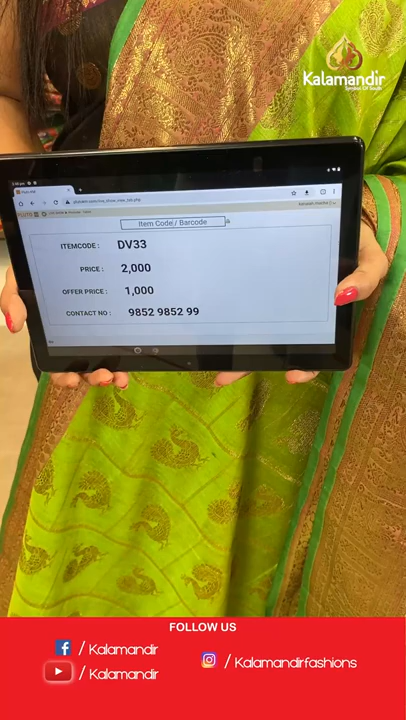 Kalamandir
Symbol Of South
Item Code / Barcode
ITEMCODE : DV33
PRICE : 2,000
OFFER PRICE : 1,000
CONTACT NO : 9852 9852 99
FOLLOW US
/ Kalamandir
/ Kalamandir
/ Kalamandirfashions